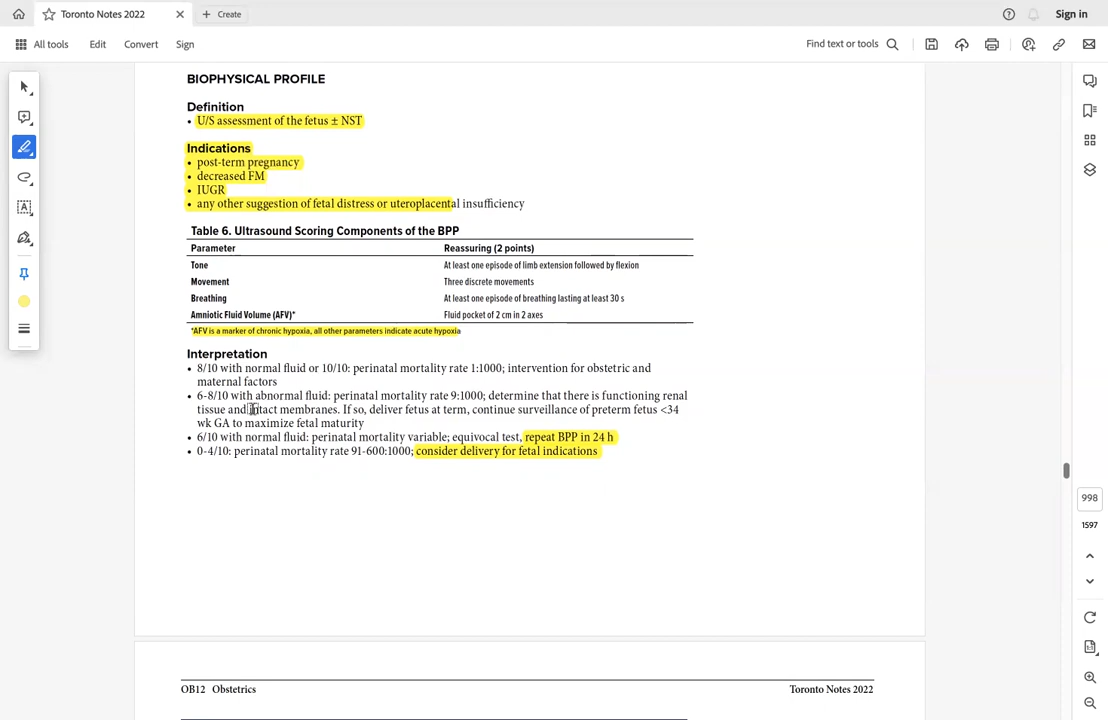 Toronto Notes 2022
+ Create
Sign in
All tools Edit Convert Sign
Find text or tools
BIOPHYSICAL PROFILE
Definition
• U/S assessment of the fetus ± NST
Indications
• post-term pregnancy
• decreased FM
• IUGR
• any other suggestion of fetal distress or uteroplacental insufficiency
Table 6. Ultrasound Scoring Components of the BPP
Parameter Reassuring (2 points)
Tone At least one episode of limb extension followed by flexion
Movement Three discrete movements
Breathing At least one episode of breathing lasting at least 30 s
Amniotic Fluid Volume (AFV)* Fluid pocket of 2 cm in 2 axes
*AFV is a marker of chronic hypoxia, all other parameters indicate acute hypoxia
Interpretation
• 8/10 with normal fluid or 10/10: perinatal mortality rate 1:1000; intervention for obstetric and
maternal factors
• 6-8/10 with abnormal fluid: perinatal mortality rate 9:1000; determine that there is functioning renal
tissue and intact membranes. If so, deliver fetus at term, continue surveillance of preterm fetus <34
wk GA to maximize fetal maturity
• 6/10 with normal fluid: perinatal mortality variable; equivocal test, repeat BPP in 24 h
• 0-4/10: perinatal mortality rate 91-600:1000; consider delivery for fetal indications
998
1597
OB12 Obstetrics Toronto Notes 2022